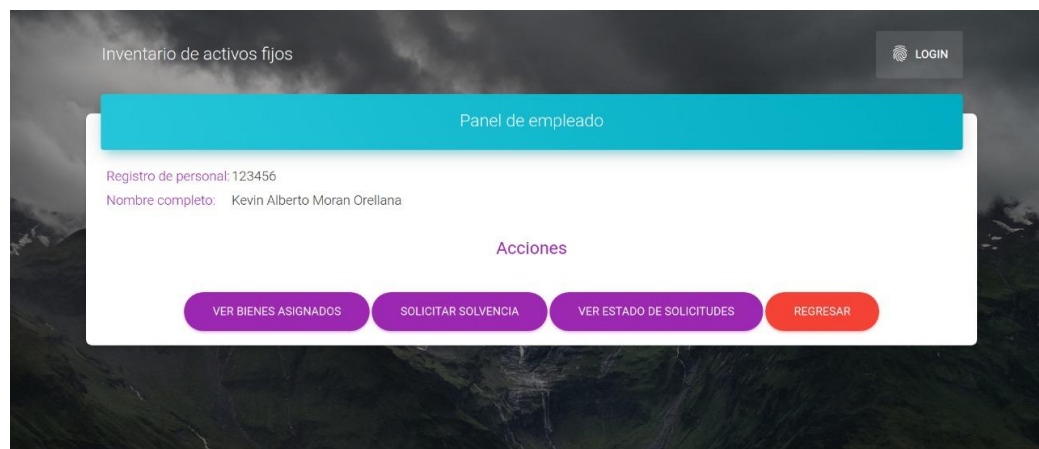 Inventario de activos fijos
LOGIN
Panel de empleado
Registro de personal: 123456
Nombre completo: Kevin Alberto Moran Orellana
Acciones
VER BIENES ASIGNADOS
SOLICITAR SOLVENCIA
VER ESTADO DE SOLICITUDES
REGRESAR